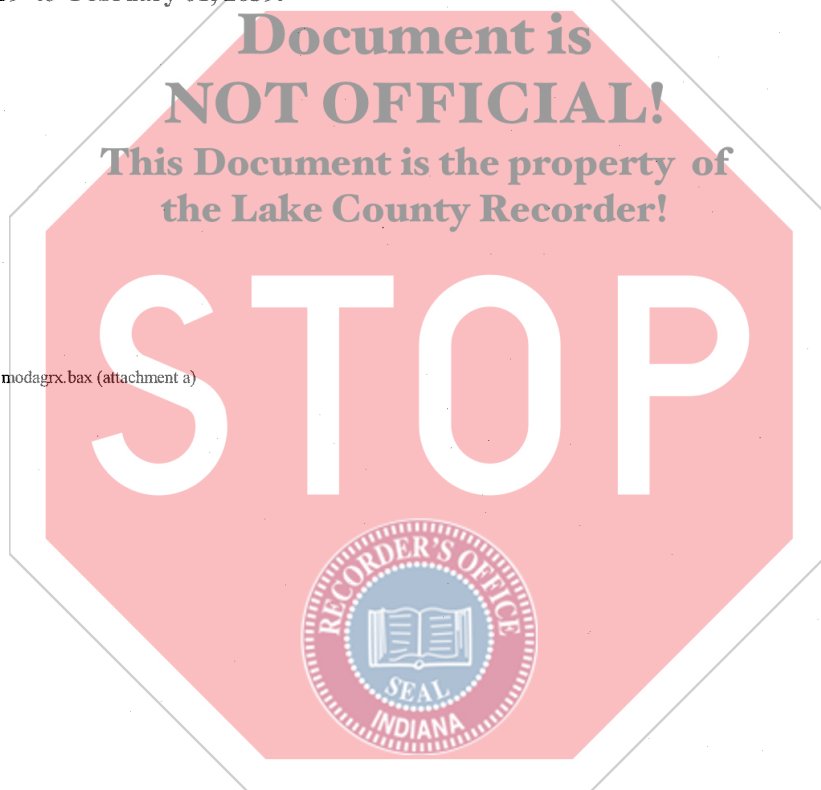 Document is
NOT OFFICIAL!
This Document is the property of
the Lake County Recorder!
STOP
modagrx.bax (attachment a)
RECORDER'S OFFICE
SEAL
INDIANA